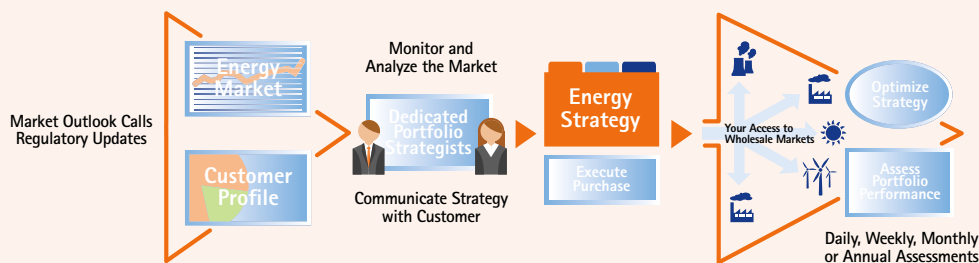 Market Outlook Calls
Regulatory Updates
Energy
Market
Customer
Profile
Monitor and
Analyze the Market
Dedicated
Portfolio
Strategists
Communicate Strategy
with Customer
Energy
Strategy
Execute
Purchase
Your Access to
Wholesale Markets
Optimize
Strategy
Assess
Portfolio
Performance
Daily, Weekly, Monthly
or Annual Assessments